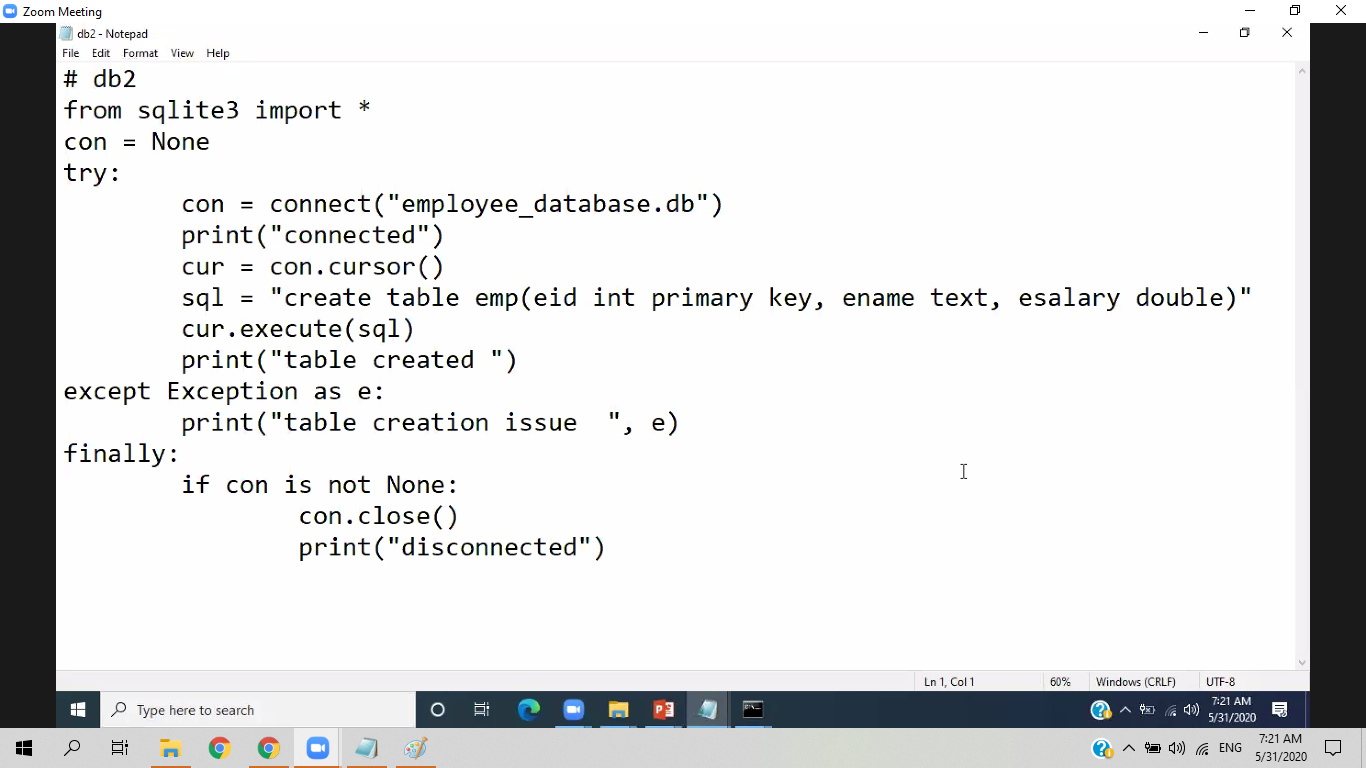 Zoom Meeting
db2 - Notepad
File Edit Format View Help
# db2
from sqlite3 import *
con = None
try:
        con = connect("employee_database.db")
        print("connected")
        cur = con.cursor()
        sql = "create table emp(eid int primary key, ename text, esalary double)"
        cur.execute(sql)
        print("table created ")
except Exception as e:
        print("table creation issue  ", e)
finally:
        if con is not None:
                con.close()
                print("disconnected")
Ln 1, Col 1 60% Windows (CRLF) UTF-8
Type here to search
7:21 AM
5/31/2020
ENG
7:21 AM
5/31/2020